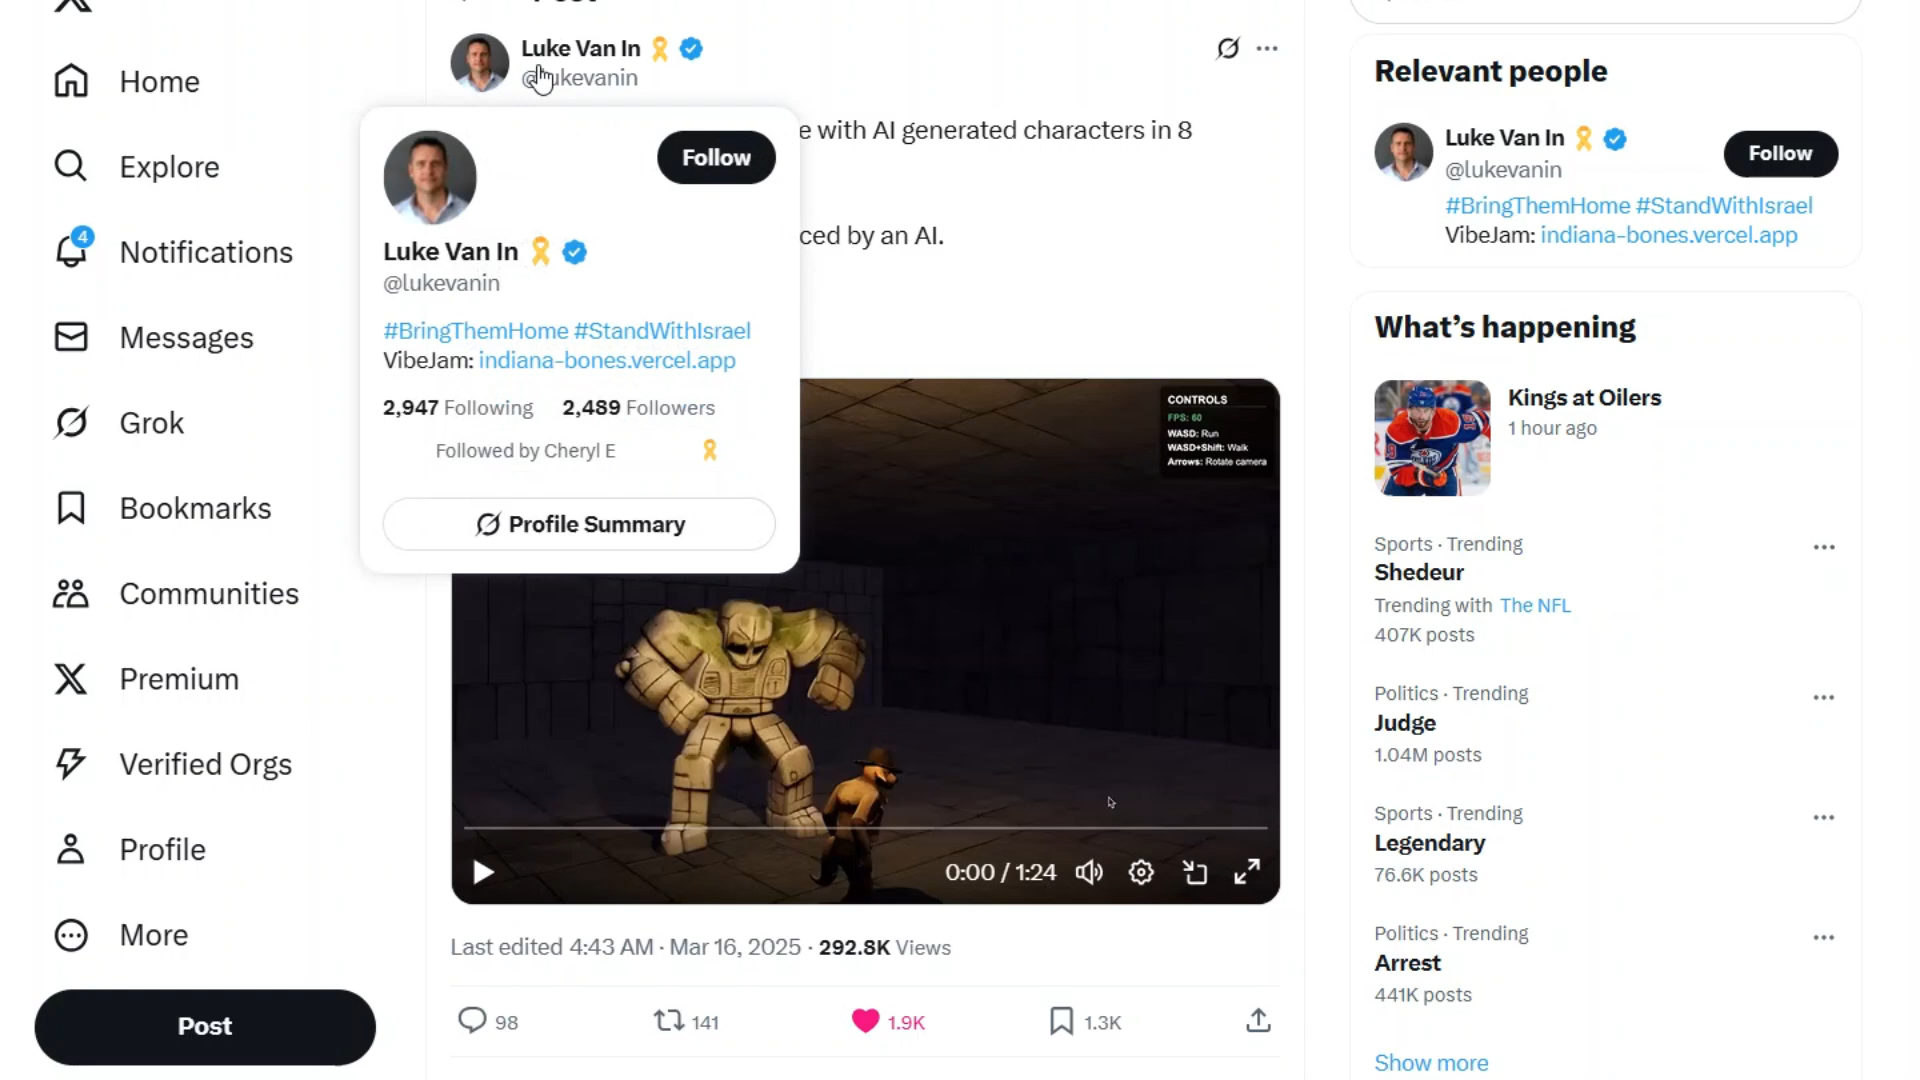 Home
Explore
4
Notifications
Messages
Grok
Bookmarks
Communities
Premium
Verified Orgs
Profile
More
Post
Luke Van In
@lukevanin
e with AI generated characters in 8
ced by an AI.
Follow
Luke Van In
@lukevanin
#BringThemHome #StandWithIsrael
VibeJam: indiana-bones.vercel.app
2,947 Following 2,489 Followers
Followed by Cheryl E
Profile Summary
CONTROLS
FPS: 60
WASD: Run
WASD+Shift: Walk
Arrows: Rotate camera
0:00 / 1:24
Last edited 4:43 AM · Mar 16, 2025 · 292.8K Views
98 141 1.9K 1.3K
Relevant people
Luke Van In
@lukevanin
Follow
#BringThemHome #StandWithIsrael
VibeJam: indiana-bones.vercel.app
What's happening
Kings at Oilers
1 hour ago
Sports · Trending
Shedeur
Trending with The NFL
407K posts
Politics · Trending
Judge
1.04M posts
Sports · Trending
Legendary
76.6K posts
Politics · Trending
Arrest
441K posts
Show more